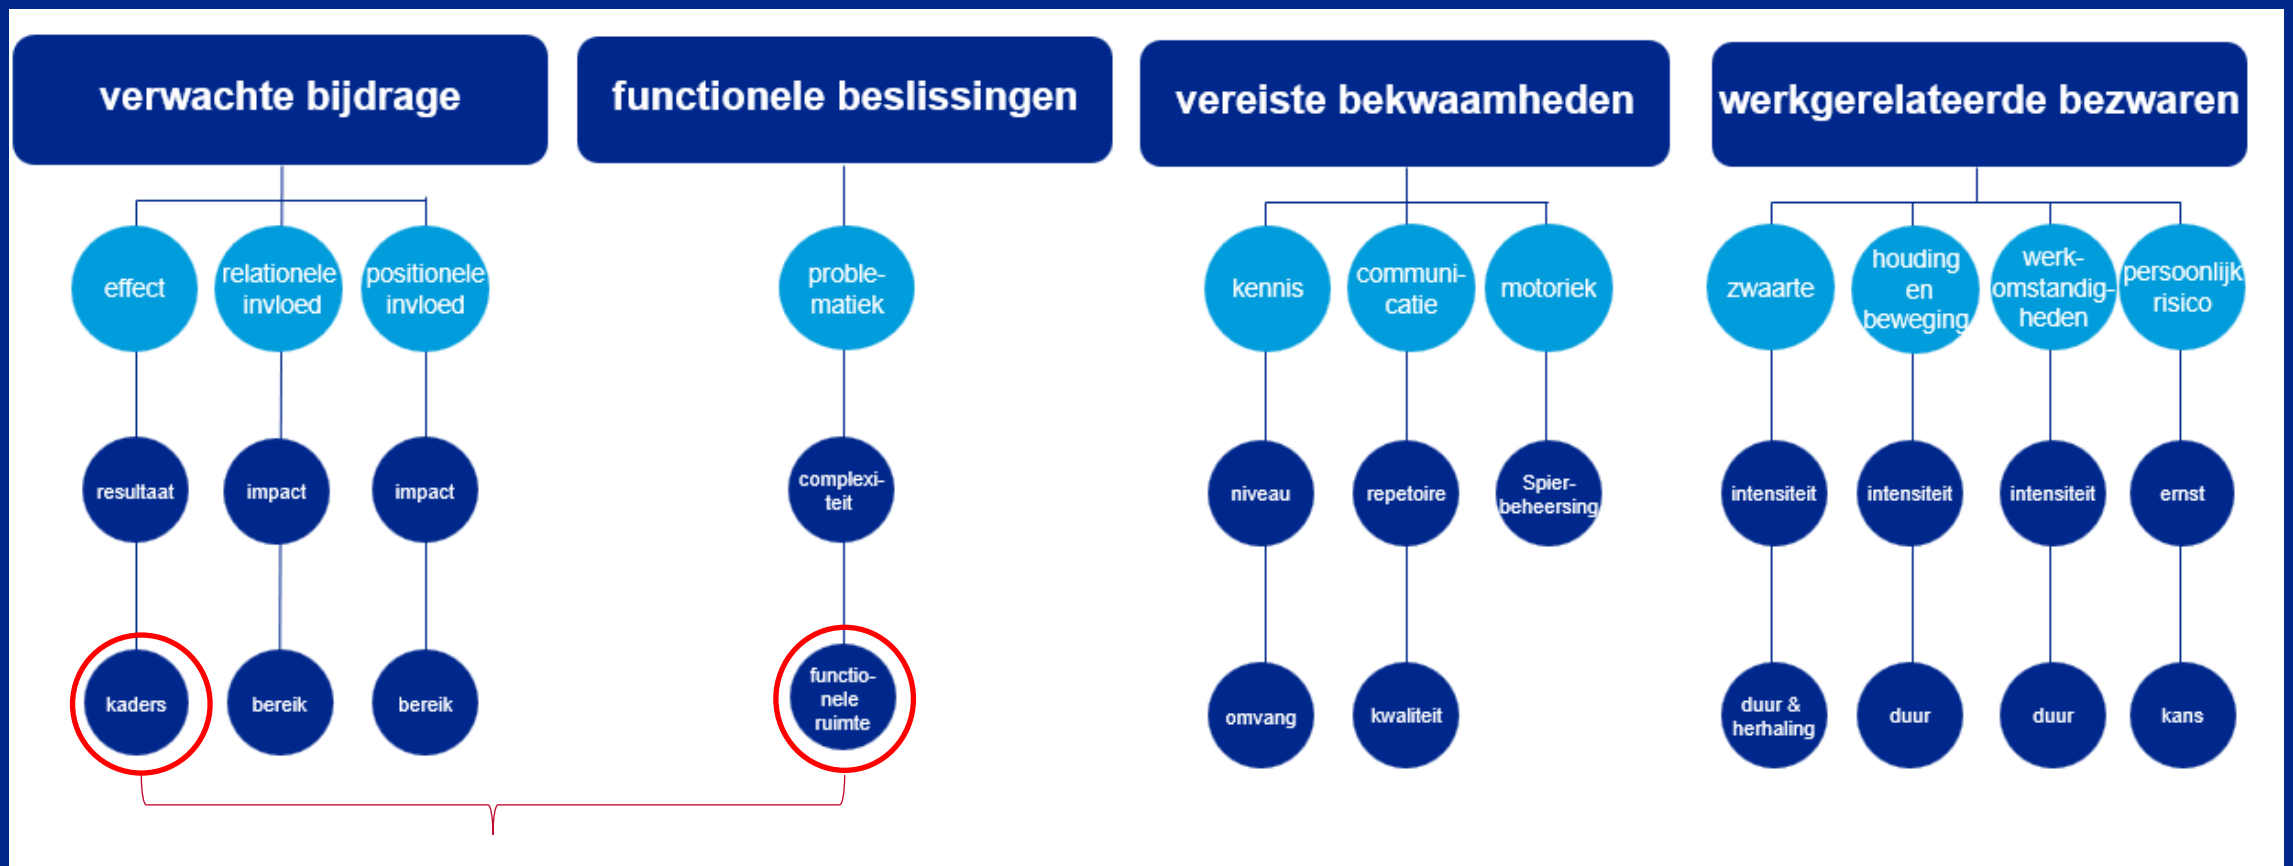 verwachte bijdrage
functionele beslissingen
vereiste bekwaamheden
werkgerelateerde bezwaren
effect
relationele
invloed
positionele
invloed
proble-
matiek
kennis
communi-
catie
motoriek
zwaarte
houding
en
beweging
werk-
omstandig-
heden
persoonlijk
risico
resultaat
impact
impact
complexi-
teit
niveau
repetoire
Spier-
beheersing
intensiteit
intensiteit
intensiteit
ernst
kaders
bereik
bereik
functio-
nele
ruimte
omvang
kwaliteit
duur &
herhaling
duur
duur
kans